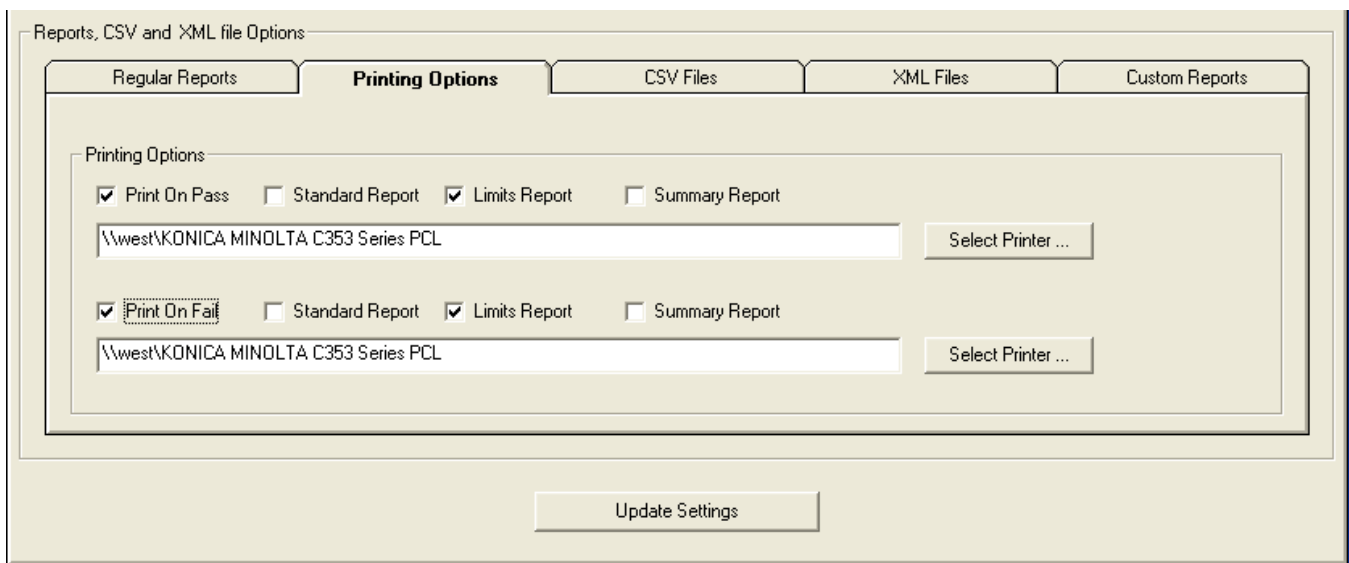 Reports, CSV and XML file Options
Regular Reports Printing Options CSV Files XML Files Custom Reports
Printing Options
Print On Pass Standard Report Limits Report Summary Report
\\west\KONICA MINOLTA C353 Series PCL Select Printer ...
Print On Fail Standard Report Limits Report Summary Report
\\west\KONICA MINOLTA C353 Series PCL Select Printer ...
Update Settings